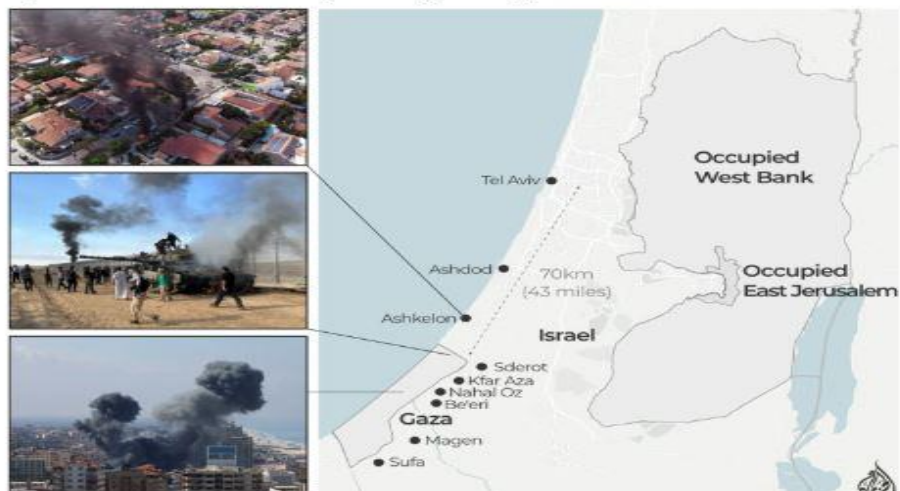 Occupied
West Bank
Tel Aviv
Ashdod
70km
(43 miles)
Occupied
East Jerusalem
Ashkelon
Israel
Sderot
Kfar Aza
Nahal Oz
Be'eri
Gaza
Magen
Sufa